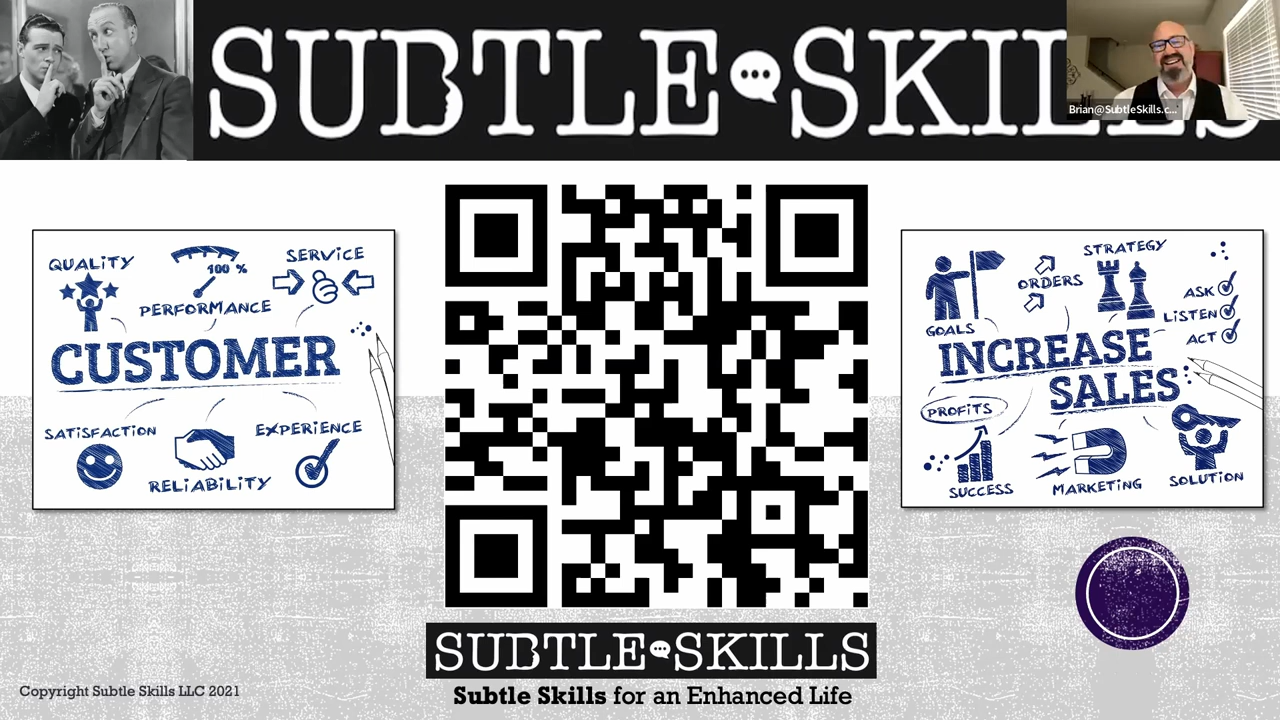 SUBTLE SKILLS
Brian@SubtleSkills.c...
QUALITY
100 %
PERFORMANCE
SERVICE
CUSTOMER
SATISFACTION
RELIABILITY
EXPERIENCE
STRATEGY
ORDERS
GOALS
ASK
LISTEN
ACT
INCREASE
SALES
PROFITS
SUCCESS
MARKETING
SOLUTION
SUBTLE SKILLS
Subtle Skills for an Enhanced Life
Copyright Subtle Skills LLC 2021